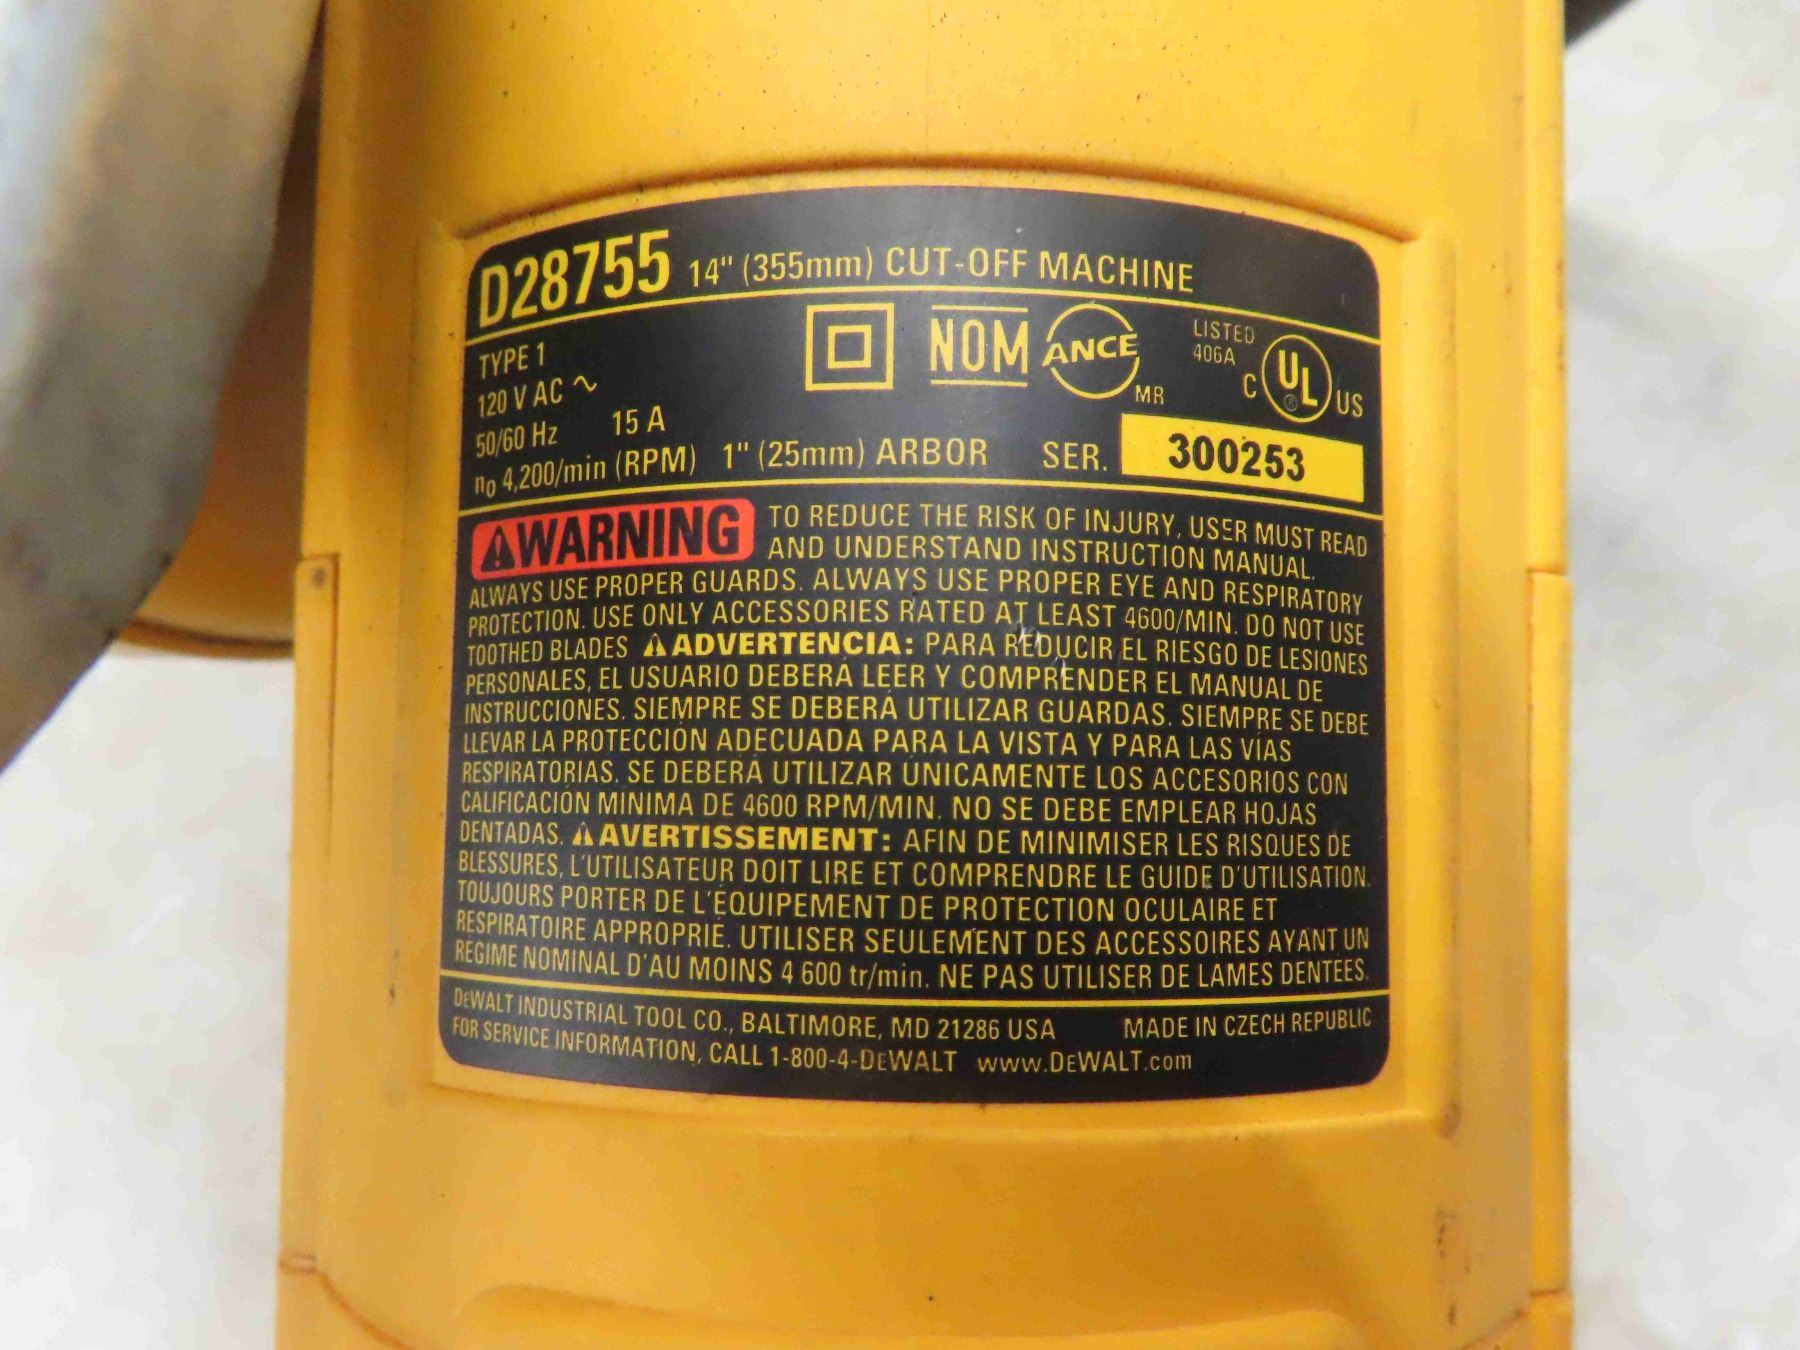 D28755 14" (355mm) CUT-OFF MACHINE
TYPE 1
120 V AC ~
50/60 Hz 15 A
n₀ 4,200/min (RPM) 1" (25mm) ARBOR SER. 300253
NOM ANCE MR
LISTED
406A
C UL ® US
⚠WARNING TO REDUCE THE RISK OF INJURY, USER MUST READ
AND UNDERSTAND INSTRUCTION MANUAL.
ALWAYS USE PROPER GUARDS. ALWAYS USE PROPER EYE AND RESPIRATORY
PROTECTION. USE ONLY ACCESSORIES RATED AT LEAST 4600/MIN. DO NOT USE
TOOTHED BLADES ⚠ADVERTENCIA: PARA REDUCIR EL RIESGO DE LESIONES
PERSONALES, EL USUARIO DEBERÁ LEER Y COMPRENDER EL MANUAL DE
INSTRUCCIONES. SIEMPRE SE DEBERÁ UTILIZAR GUARDAS. SIEMPRE SE DEBE
LLEVAR LA PROTECCIÓN ADECUADA PARA LA VISTA Y PARA LAS VÍAS
RESPIRATORIAS. SE DEBERÁ UTILIZAR UNICAMENTE LOS ACCESORIOS CON
CALIFICACIÓN MINIMA DE 4600 RPM/MIN. NO SE DEBE EMPLEAR HOJAS
DENTADAS. ⚠AVERTISSEMENT: AFIN DE MINIMISER LES RISQUES DE
BLESSURES, L'UTILISATEUR DOIT LIRE ET COMPRENDRE LE GUIDE D'UTILISATION.
TOUJOURS PORTER DE L'ÉQUIPEMENT DE PROTECTION OCULAIRE ET
RESPIRATOIRE APPROPRIÉ. UTILISER SEULEMENT DES ACCESSOIRES AYANT UN
RÉGIME NOMINAL D'AU MOINS 4 600 tr/min. NE PAS UTILISER DE LAMES DENTÉES.
DEWALT INDUSTRIAL TOOL CO., BALTIMORE, MD 21286 USA MADE IN CZECH REPUBLIC
FOR SERVICE INFORMATION, CALL 1-800-4-DEWALT www.DEWALT.com